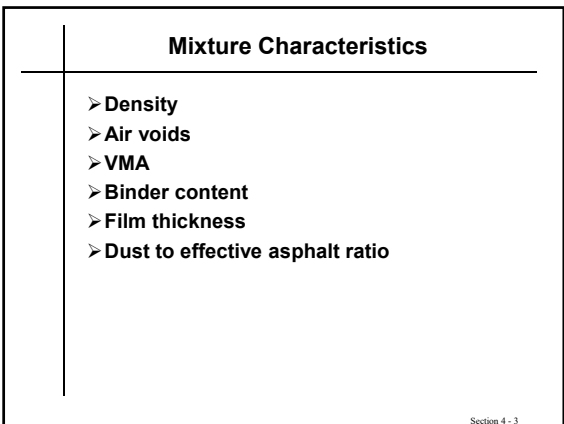 Mixture Characteristics
➢Density
➢Air voids
➢VMA
➢Binder content
➢Film thickness
➢Dust to effective asphalt ratio
Section 4 - 3